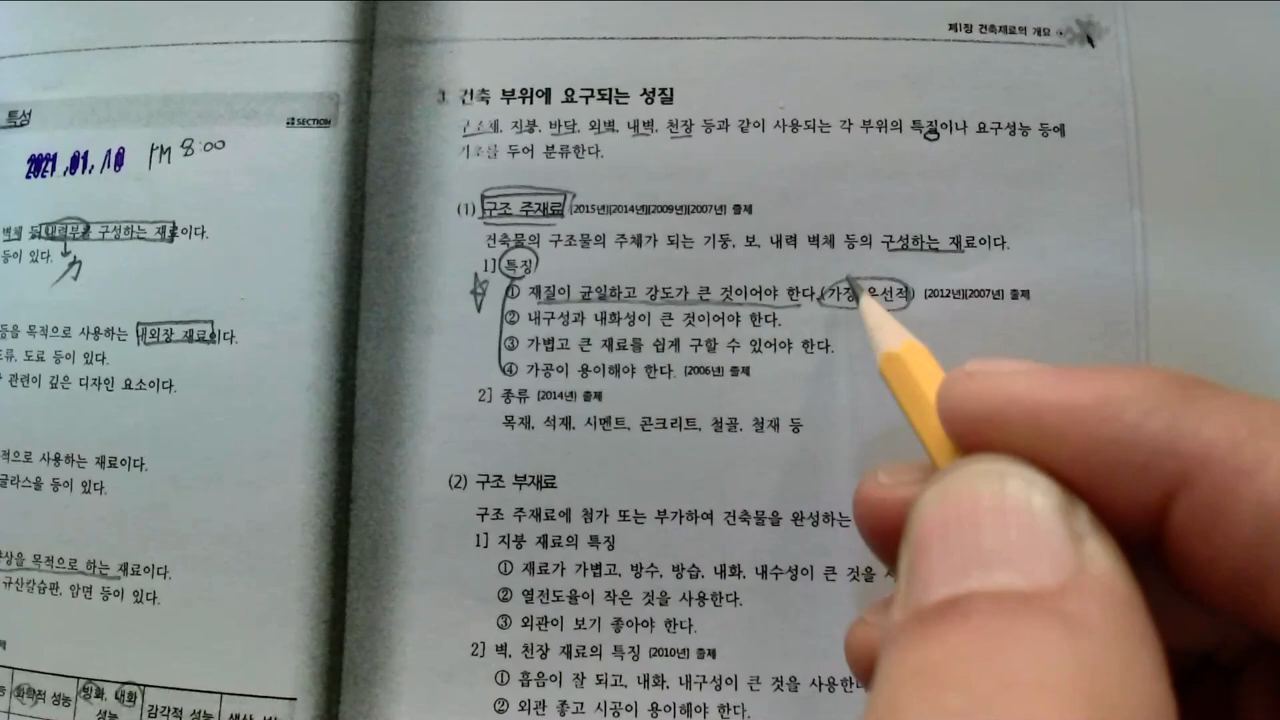 특성
SECTION
2021.01.10 PM 8:00
벽체 및 내력부를 구성하는 재료이다.
등이 있다.
력
등을 목적으로 사용하는 내외장 재료이다.
도료 등이 있다.
관련이 깊은 디자인 요소이다.
적으로 사용하는 재료이다.
글라스울 등이 있다.
상을 목적으로 하는 재료이다.
규산칼슘판, 암면 등이 있다.
화학적 성능
방화, 내화 성능
감각적 성능
제1장 건축재료의 개요
3. 건축 부위에 요구되는 성질
구조체, 지붕, 바닥, 외벽, 내벽, 천장 등과 같이 사용되는 각 부위의 특질이나 요구성능 등에
기초를 두어 분류한다.
(1) 구조 주재료 [2015년][2014년][2009년][2007년] 출제
건축물의 구조물의 주체가 되는 기둥, 보, 내력 벽체 등의 구성하는 재료이다.
1] 특징
① 재질이 균일하고 강도가 큰 것이어야 한다.(가장 우선적) [2012년][2007년] 출제
② 내구성과 내화성이 큰 것이어야 한다.
③ 가볍고 큰 재료를 쉽게 구할 수 있어야 한다.
④ 가공이 용이해야 한다. [2006년] 출제
2] 종류 [2014년] 출제
목재, 석재, 시멘트, 콘크리트, 철골, 철재 등
(2) 구조 부재료
구조 주재료에 첨가 또는 부가하여 건축물을 완성하는
1] 지붕 재료의 특징
① 재료가 가볍고, 방수, 방습, 내화, 내수성이 큰 것을
② 열전도율이 작은 것을 사용한다.
③ 외관이 보기 좋아야 한다.
2] 벽, 천장 재료의 특징 [2010년] 출제
① 흡음이 잘 되고, 내화, 내구성이 큰 것을 사용한
② 외관 좋고 시공이 용이해야 한다.